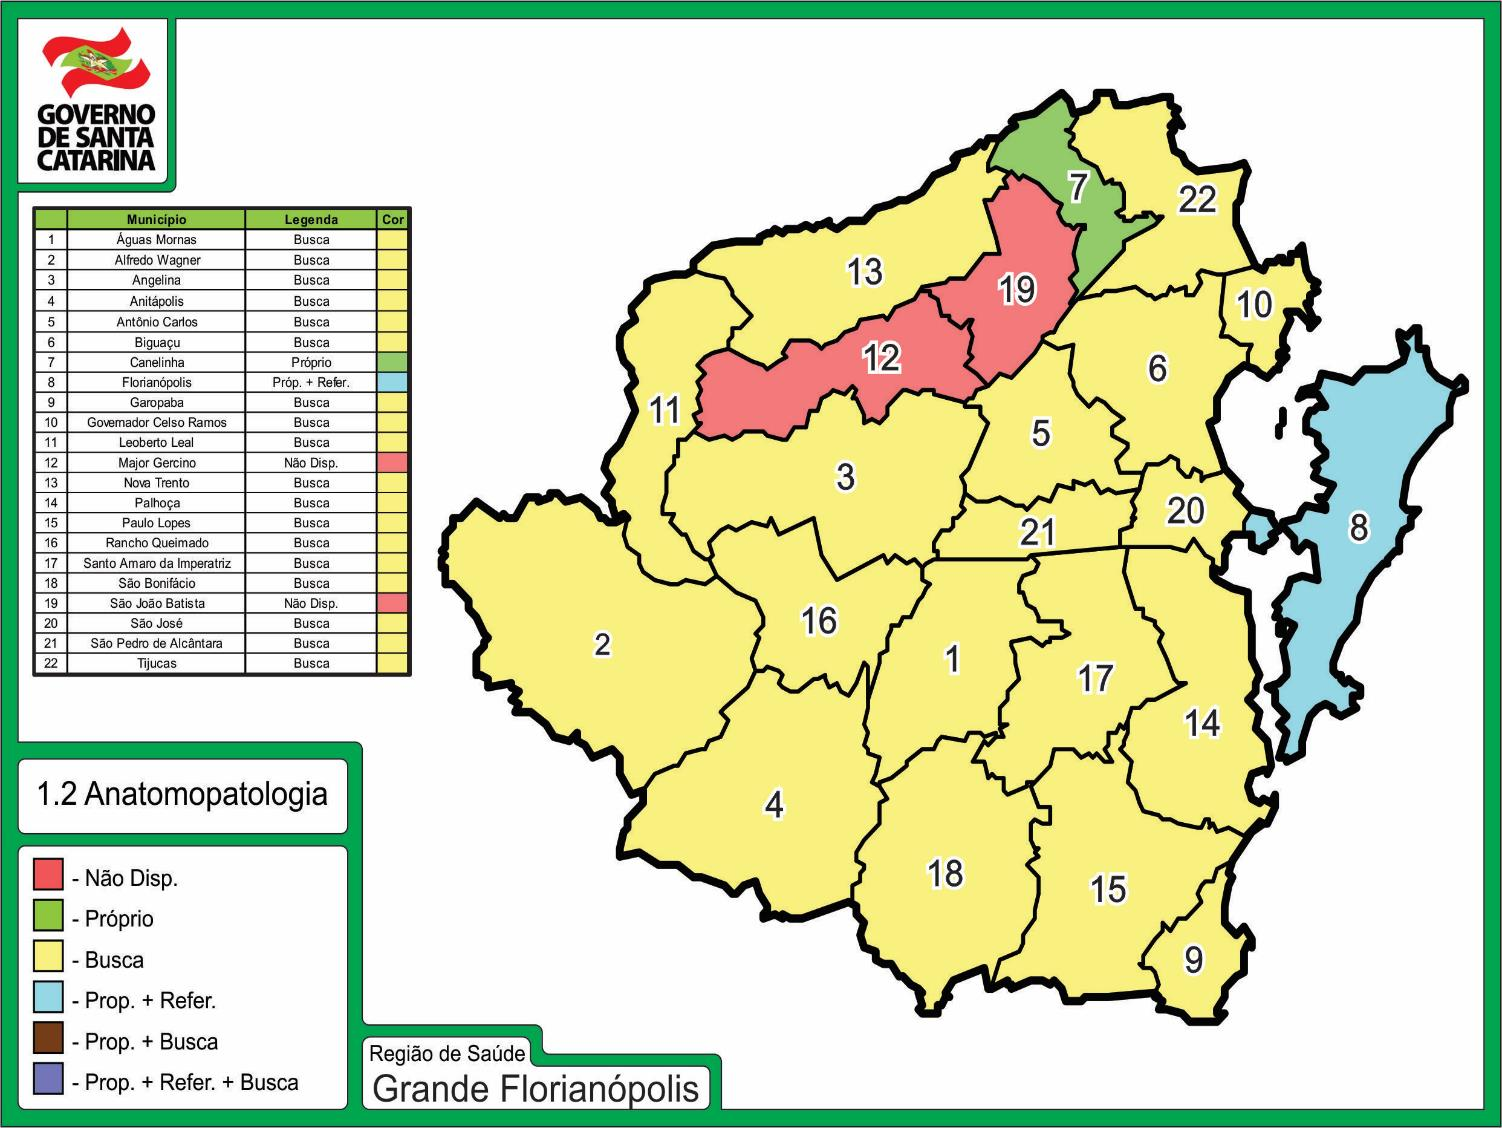 GOVERNO
DE SANTA
CATARINA
Município Legenda Cor
1 Águas Mornas Busca
2 Alfredo Wagner Busca
3 Angelina Busca
4 Anitápolis Busca
5 Antônio Carlos Busca
6 Biguaçu Busca
7 Canelinha Próprio
8 Florianópolis Próp. + Refer.
9 Garopaba Busca
10 Governador Celso Ramos Busca
11 Leoberto Leal Busca
12 Major Gercino Não Disp.
13 Nova Trento Busca
14 Palhoça Busca
15 Paulo Lopes Busca
16 Rancho Queimado Busca
17 Santo Amaro da Imperatriz Busca
18 São Bonifácio Busca
19 São João Batista Não Disp.
20 São José Busca
21 São Pedro de Alcântara Busca
22 Tijucas Busca
7
22
13
19
10
12
6
11
5
3
20
8
21
16
2
1
17
14
4
18
15
9
1.2 Anatomopatologia
- Não Disp.
- Próprio
- Busca
- Prop. + Refer.
- Prop. + Busca
- Prop. + Refer. + Busca
Região de Saúde
Grande Florianópolis